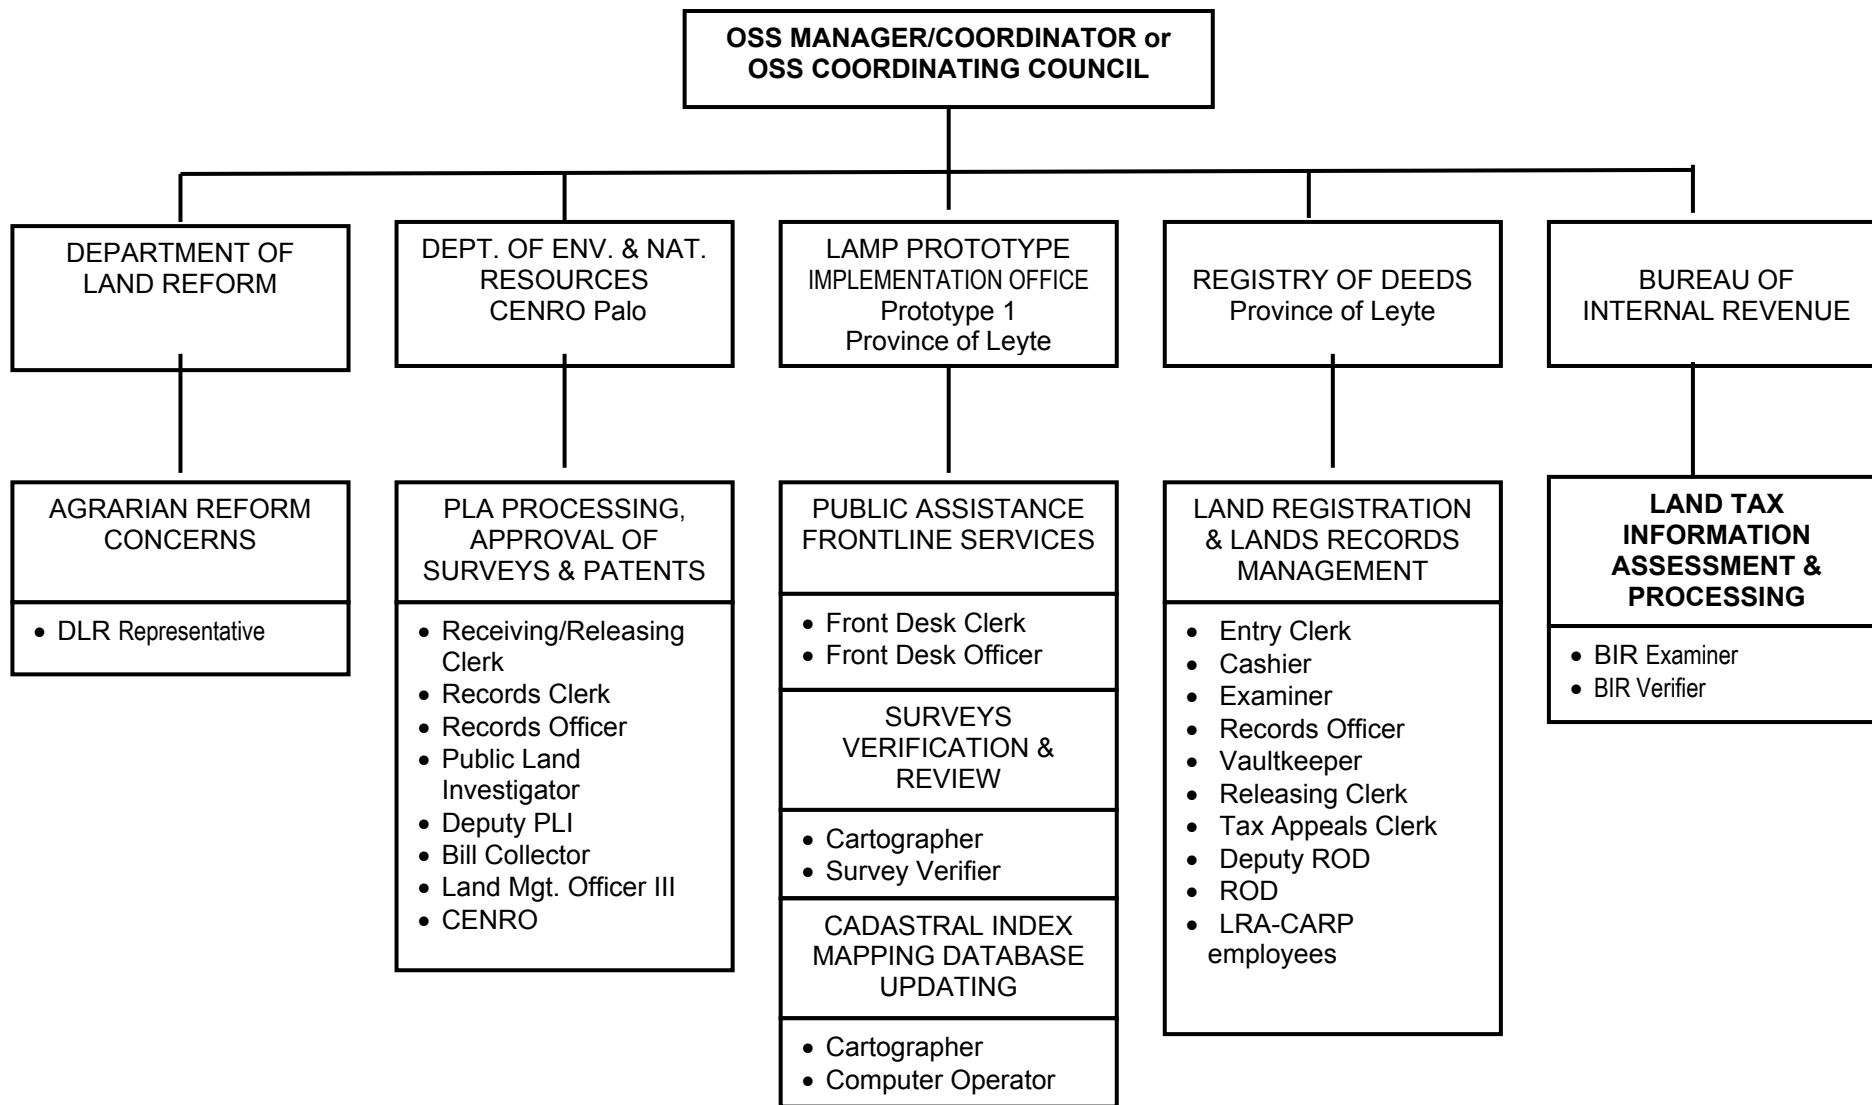 OSS MANAGER/COORDINATOR or
OSS COORDINATING COUNCIL
DEPARTMENT OF
LAND REFORM
DEPT. OF ENV. & NAT.
RESOURCES
CENRO Palo
LAMP PROTOTYPE
IMPLEMENTATION OFFICE
Prototype 1
Province of Leyte
REGISTRY OF DEEDS
Province of Leyte
BUREAU OF
INTERNAL REVENUE
AGRARIAN REFORM
CONCERNS
• DLR Representative
PLA PROCESSING,
APPROVAL OF
SURVEYS & PATENTS
• Receiving/Releasing
Clerk
• Records Clerk
• Records Officer
• Public Land
Investigator
• Deputy PLI
• Bill Collector
• Land Mgt. Officer III
• CENRO
PUBLIC ASSISTANCE
FRONTLINE SERVICES
• Front Desk Clerk
• Front Desk Officer
SURVEYS
VERIFICATION &
REVIEW
• Cartographer
• Survey Verifier
CADASTRAL INDEX
MAPPING DATABASE
UPDATING
• Cartographer
• Computer Operator
LAND REGISTRATION
& LANDS RECORDS
MANAGEMENT
• Entry Clerk
• Cashier
• Examiner
• Records Officer
• Vaultkeeper
• Releasing Clerk
• Tax Appeals Clerk
• Deputy ROD
• ROD
• LRA-CARP
employees
LAND TAX
INFORMATION
ASSESSMENT &
PROCESSING
• BIR Examiner
• BIR Verifier